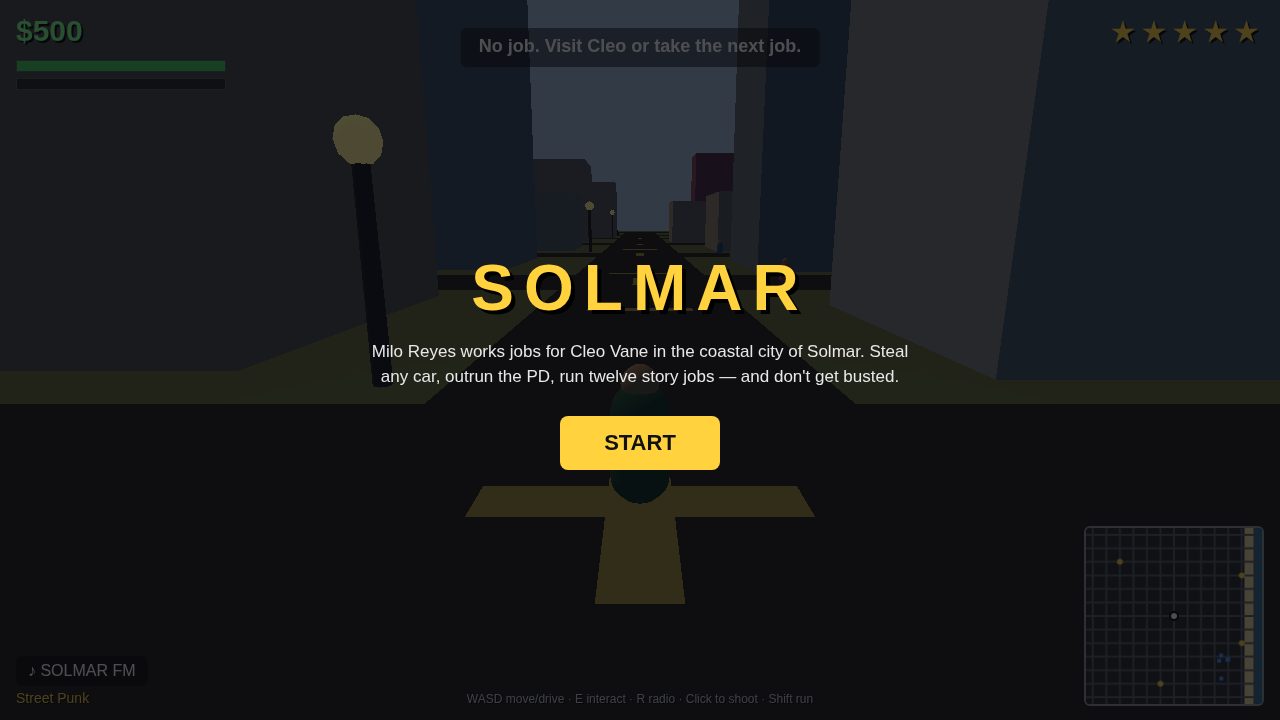 $500
No job. Visit Cleo or take the next job.
★★★★★
SOLMAR
Milo Reyes works jobs for Cleo Vane in the coastal city of Solmar. Steal
any car, outrun the PD, run twelve story jobs — and don't get busted.
START
♪ SOLMAR FM
Street Punk
WASD move/drive · E interact · R radio · Click to shoot · Shift run